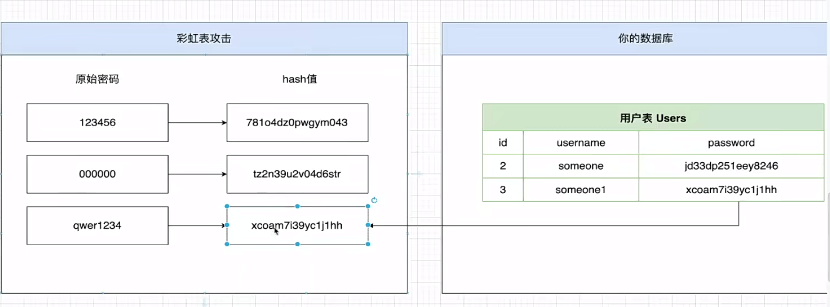 彩虹表攻击
原始密码 hash值
123456 781o4dz0pwgym043
000000 tz2n39u2v04d6str
qwer1234 xcoam7i39yc1j1hh
你的数据库
用户表 Users
id username password
2 someone jd33dp251eey8246
3 someone1 xcoam7i39yc1j1hh